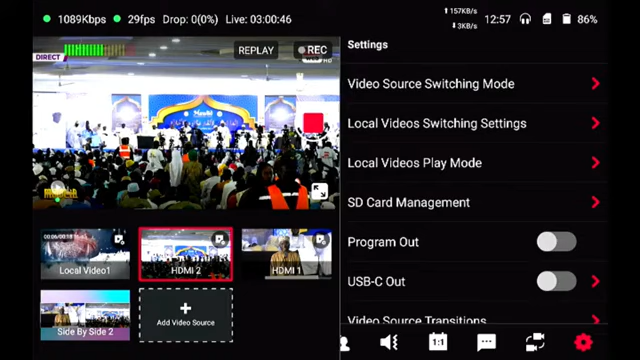 1089Kbps 29fps Drop: 0(0%) Live: 03:00:46
157KB/s
3KB/s
12:57
86%
DIRECT
REPLAY
REC
Settings
Video Source Switching Mode
Local Videos Switching Settings
Local Videos Play Mode
SD Card Management
Program Out
USB-C Out
Video Source Transitions
Local Video1
HDMI 2
HDMI 1
Side By Side 2
+
Add Video Source
1:1